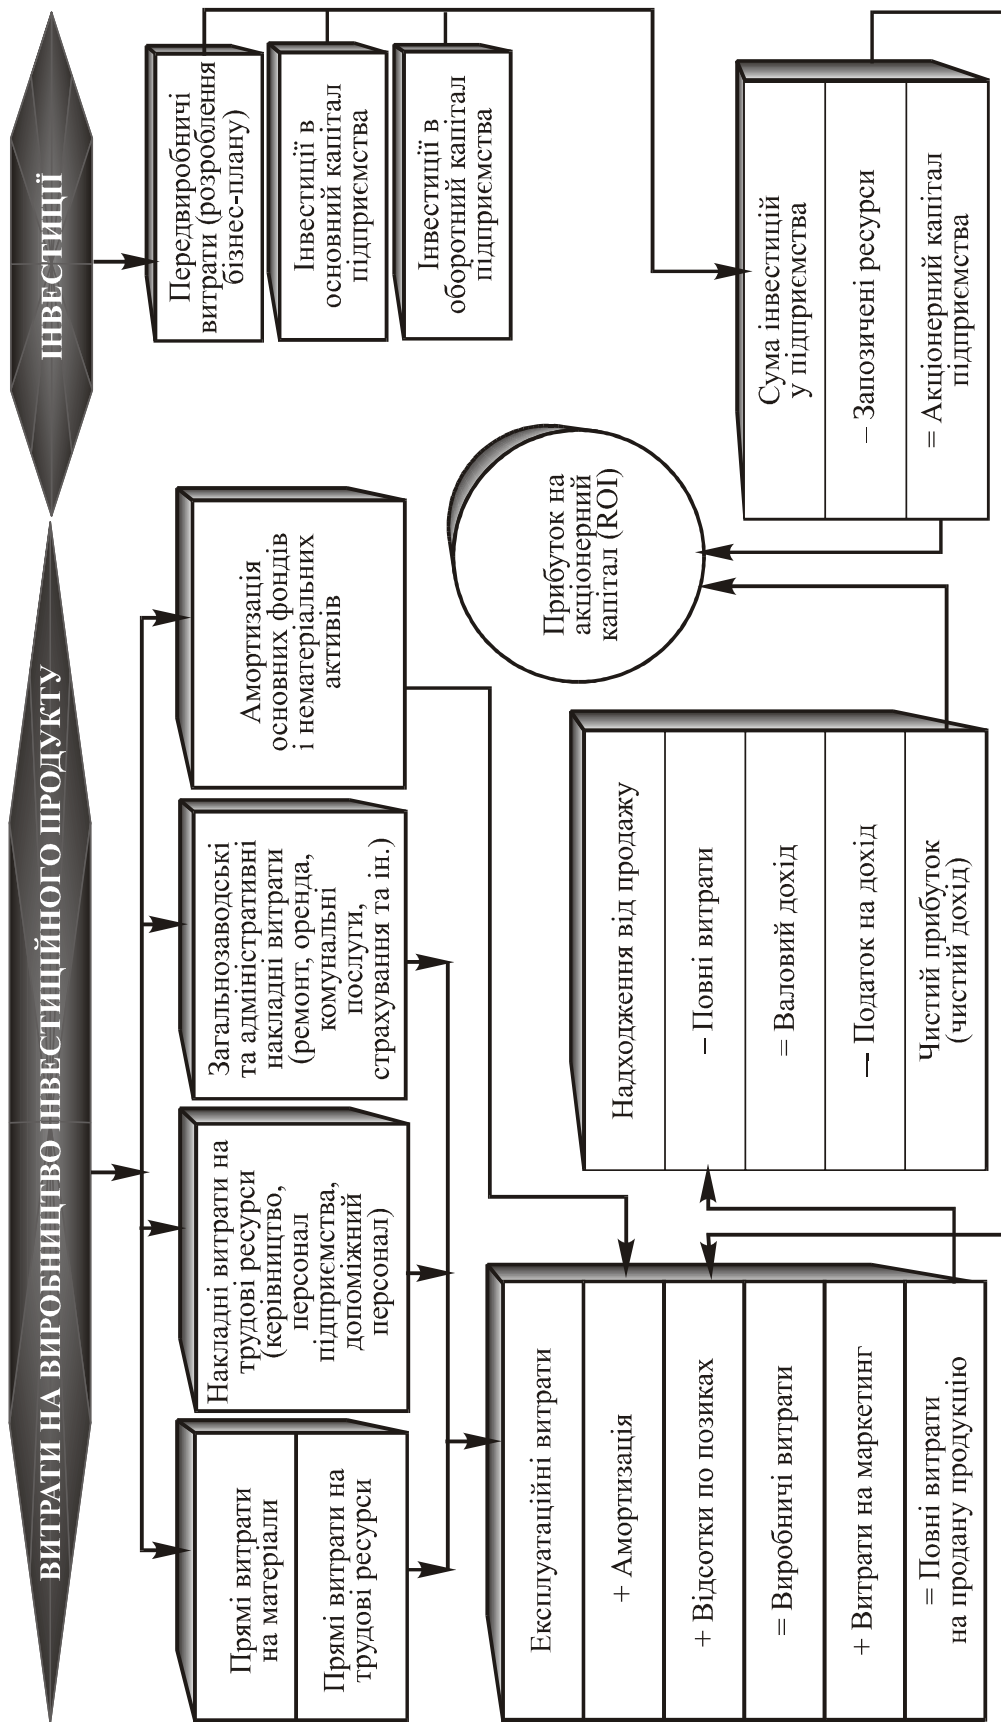 ВИТРАТИ НА ВИРОБНИЦТВО ІНВЕСТИЦІЙНОГО ПРОДУКТУ
ІНВЕСТИЦІЇ
Прямі витрати
на матеріали
Прямі витрати на
трудові ресурси
Накладні витрати на
трудові ресурси
(керівництво,
персонал
підприємства,
допоміжний
персонал)
Загальнозаводські
та адміністративні
накладні витрати
(ремонт, оренда,
комунальні
послуги,
страхування та ін.)
Амортизація
основних фондів
і нематеріальних
активів
Передвиробничі
витрати (розроблення
бізнес-плану)
Інвестиції в
основний капітал
підприємства
Інвестиції в
оборотний капітал
підприємства
Експлуатаційні витрати
+ Амортизація
+ Відсотки по позиках
= Виробничі витрати
+ Витрати на маркетинг
= Повні витрати
на продану продукцію
Надходження від продажу
– Повні витрати
= Валовий дохід
– Податок на дохід
Чистий прибуток
(чистий дохід)
Прибуток на
акціонерний
капітал (ROI)
Сума інвестицій
у підприємства
– Запозичені ресурси
= Акціонерний капітал
підприємства